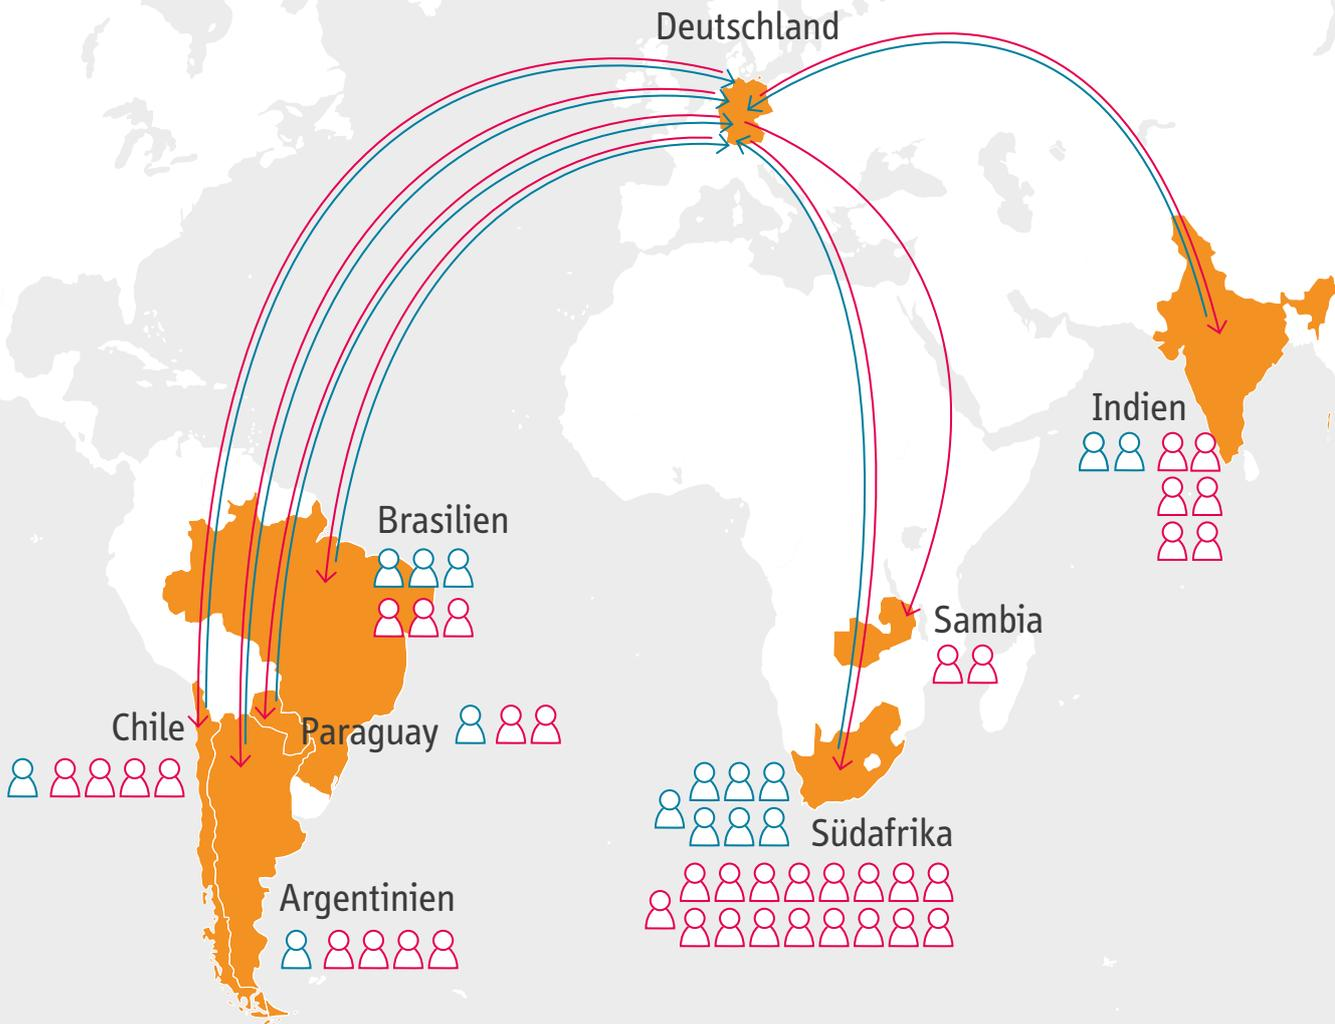 Deutschland
Indien
Brasilien
Sambia
Chile
Paraguay
Südafrika
Argentinien